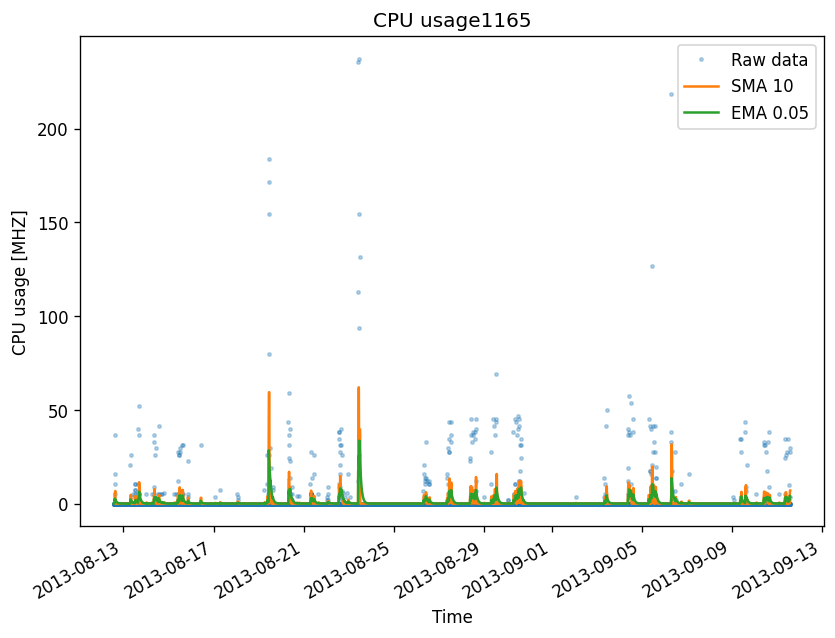 CPU usage1165
Raw data
SMA 10
EMA 0.05
CPU usage [MHZ]
200
150
100
50
0
2013-08-13
2013-08-17
2013-08-21
2013-08-25
2013-08-29
2013-09-01
2013-09-05
2013-09-09
2013-09-13
Time